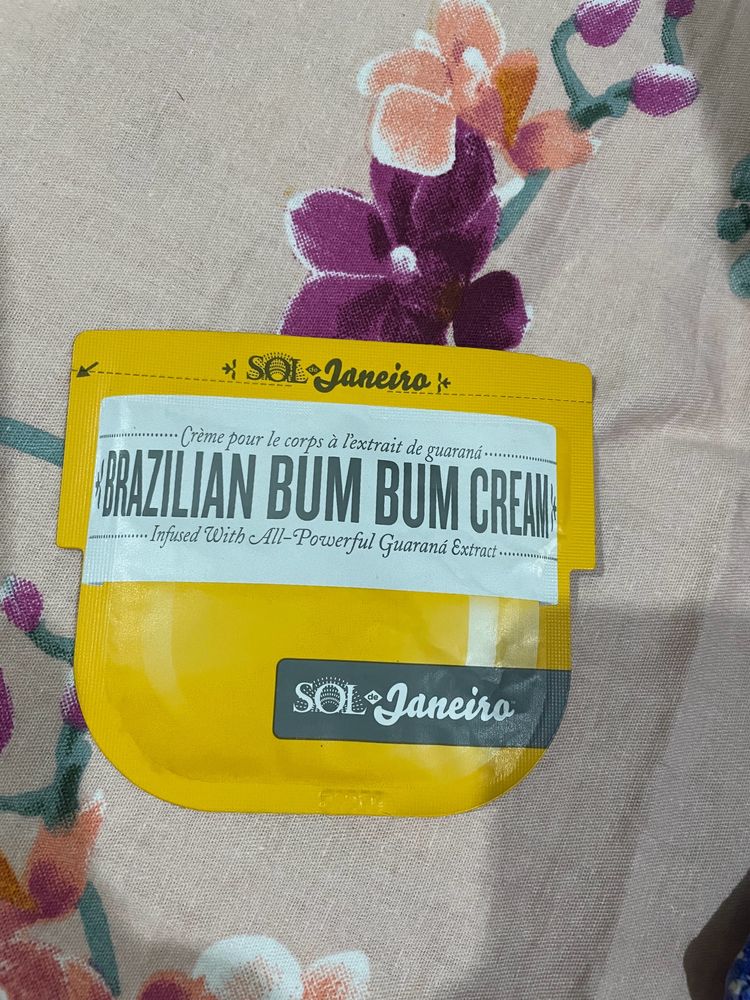 SOL de Janeiro
Crème pour le corps à l'extrait de guaraná
BRAZILIAN BUM BUM CREAM
Infused With All-Powerful Guaraná Extract
SOL de Janeiro